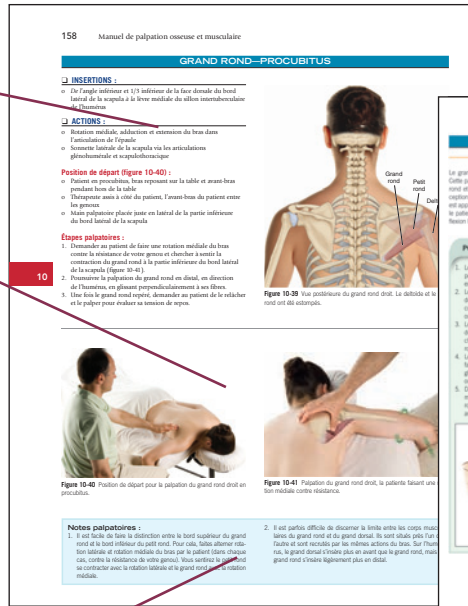 158 Manuel de palpation osseuse et musculaire
GRAND ROND—PROCUBITUS
❑ INSERTIONS :
o De l'angle inférieur et 1/3 inférieur de la face dorsale du bord
latéral de la scapula à la lèvre médiale du sillon intertuberculaire
de l'humérus
❑ ACTIONS :
o Rotation médiale, adduction et extension du bras dans
l'articulation de l'épaule
o Sonnette latérale de la scapula via les articulations
glénohumérale et scapulothoracique
Position de départ (figure 10-40) :
o Patient en procubitus, bras reposant sur la table et avant-bras
pendant hors de la table
o Thérapeute assis à côté du patient, l'avant-bras du patient entre
les genoux
o Main palpatoire placée juste en latéral de la partie inférieure
du bord latéral de la scapula
Étapes palpatoires :
1. Demander au patient de faire une rotation médiale du bras
contre la résistance de votre genou et chercher à sentir la
contraction du grand rond à la partie inférieure du bord latéral
de la scapula (figure 10-41).
2. Poursuivre la palpation du grand rond en distal, en direction
de l'humérus, en glissant perpendiculairement à ses fibres.
3. Une fois le grand rond repéré, demander au patient de le relâcher
et le palper pour évaluer sa tension de repos.
10
Grand
rond
Petit
rond
Delt
Figure 10-39 Vue postérieure du grand rond droit. Le deltoïde et le
rond ont été estompés.
Figure 10-40 Position de départ pour la palpation du grand rond droit en
procubitus.
Figure 10-41 Palpation du grand rond droit, la patiente faisant une
tion médiale contre résistance.
Notes palpatoires :
1. Il est facile de faire la distinction entre le bord supérieur du grand
rond et le bord inférieur du petit rond. Pour cela, faites alterner rota-
tion latérale et rotation médiale du bras par le patient (dans chaque
cas, contre la résistance de votre genou). Vous sentirez le petit rond
se contracter avec la rotation latérale et le grand rond avec la rotation
médiale.
2. Il est parfois difficile de discerner la limite entre les corps muscu
laires du grand rond et du grand dorsal. Ils sont situés près l'un d
l'autre et sont recrutés par les mêmes actions du bras. Sur l'humé
rus, le grand dorsal s'insère plus en avant que le grand rond, mais
grand rond s'insère légèrement plus en distal.